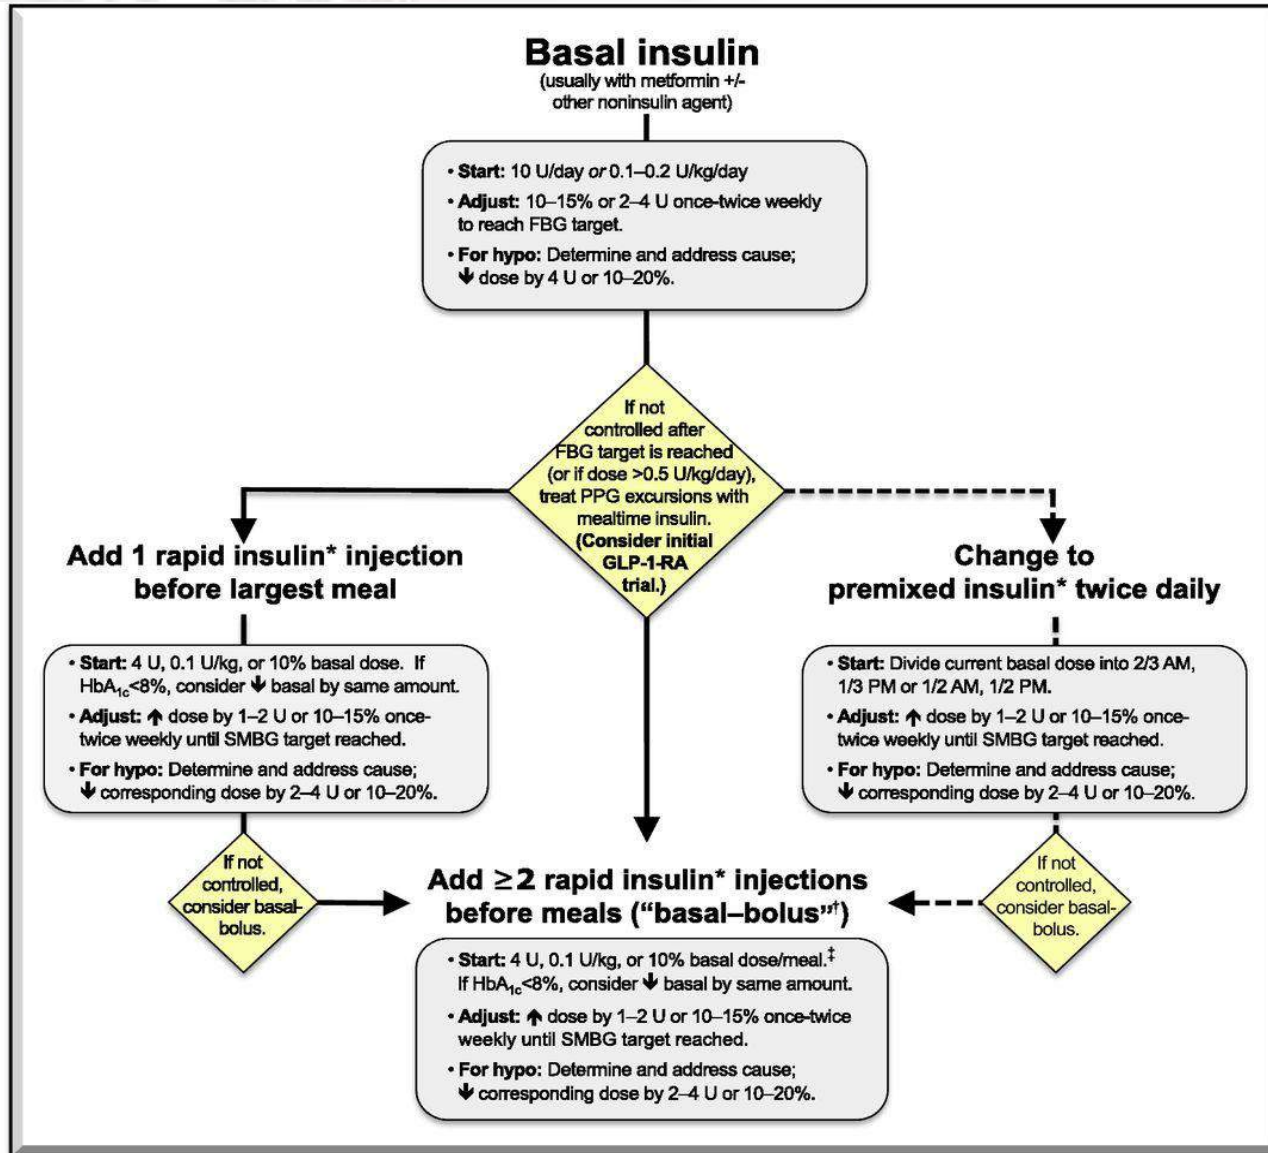 Basal insulin
(usually with metformin +/-
other noninsulin agent)
• Start: 10 U/day or 0.1–0.2 U/kg/day
• Adjust: 10–15% or 2–4 U once-twice weekly
to reach FBG target.
• For hypo: Determine and address cause;
↓ dose by 4 U or 10–20%.
If not
controlled after
FBG target is reached
(or if dose >0.5 U/kg/day),
treat PPG excursions with
mealtime insulin.
(Consider initial
GLP-1-RA
trial.)
Add 1 rapid insulin* injection
before largest meal
• Start: 4 U, 0.1 U/kg, or 10% basal dose. If
HbA1c<8%, consider ↓ basal by same amount.
• Adjust: ↑ dose by 1–2 U or 10–15% once-
twice weekly until SMBG target reached.
• For hypo: Determine and address cause;
↓ corresponding dose by 2–4 U or 10–20%.
If not
controlled,
consider basal-
bolus.
Change to
premixed insulin* twice daily
• Start: Divide current basal dose into 2/3 AM,
1/3 PM or 1/2 AM, 1/2 PM.
• Adjust: ↑ dose by 1–2 U or 10–15% once-
twice weekly until SMBG target reached.
• For hypo: Determine and address cause;
↓ corresponding dose by 2–4 U or 10–20%.
If not
controlled,
consider basal-
bolus.
Add ≥2 rapid insulin* injections
before meals (“basal–bolus”†)
• Start: 4 U, 0.1 U/kg, or 10% basal dose/meal.‡
If HbA1c<8%, consider ↓ basal by same amount.
• Adjust: ↑ dose by 1–2 U or 10–15% once-twice
weekly until SMBG target reached.
• For hypo: Determine and address cause;
↓ corresponding dose by 2–4 U or 10–20%.